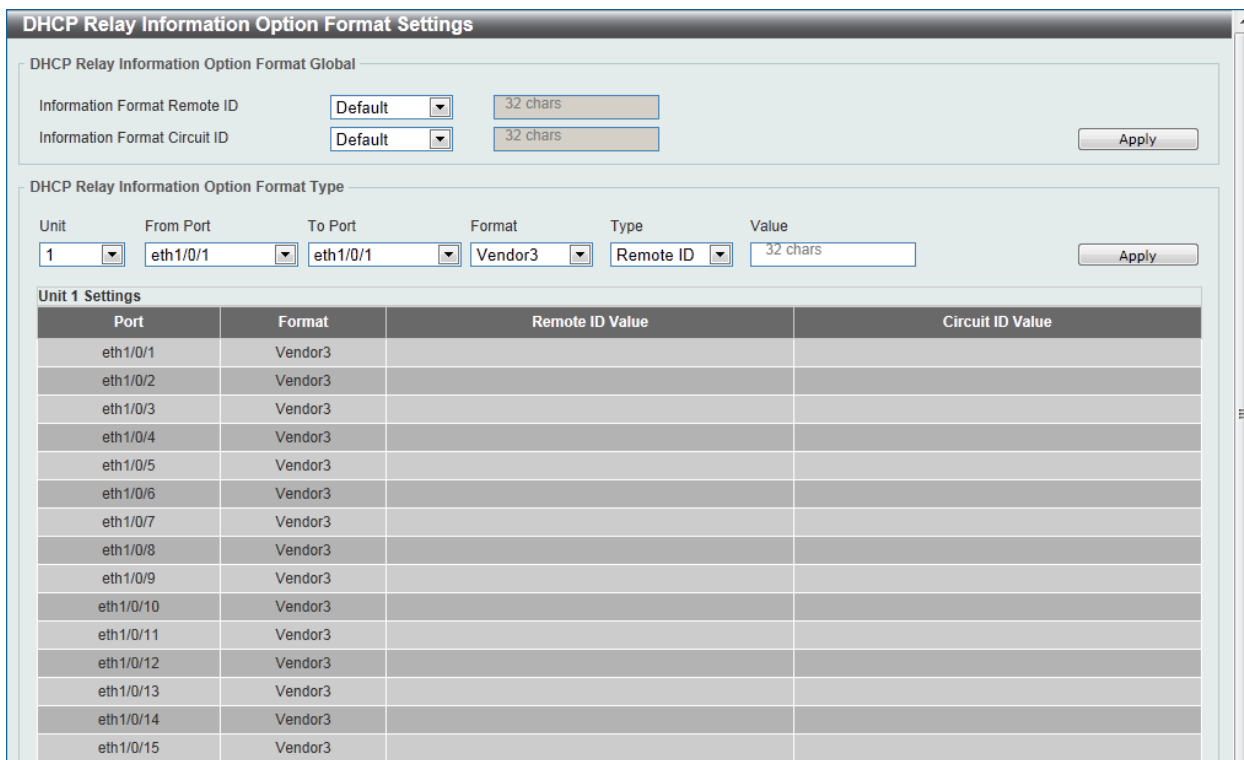 DHCP Relay Information Option Format Settings
DHCP Relay Information Option Format Global
Information Format Remote ID Default 32 chars
Information Format Circuit ID Default 32 chars Apply
DHCP Relay Information Option Format Type
Unit From Port To Port Format Type Value
1 eth1/0/1 eth1/0/1 Vendor3 Remote ID 32 chars Apply
Unit 1 Settings
Port Format Remote ID Value Circuit ID Value
eth1/0/1 Vendor3
eth1/0/2 Vendor3
eth1/0/3 Vendor3
eth1/0/4 Vendor3
eth1/0/5 Vendor3
eth1/0/6 Vendor3
eth1/0/7 Vendor3
eth1/0/8 Vendor3
eth1/0/9 Vendor3
eth1/0/10 Vendor3
eth1/0/11 Vendor3
eth1/0/12 Vendor3
eth1/0/13 Vendor3
eth1/0/14 Vendor3
eth1/0/15 Vendor3